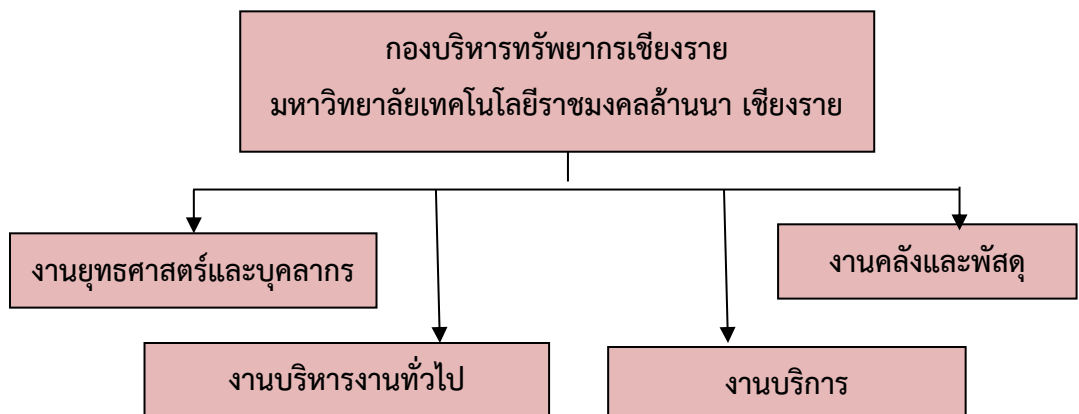 กองบริหารทรัพยากรเชียงราย
มหาวิทยาลัยเทคโนโลยีราชมงคลล้านนา เชียงราย
งานยุทธศาสตร์และบุคลากร
งานคลังและพัสดุ
งานบริหารงานทั่วไป
งานบริการ